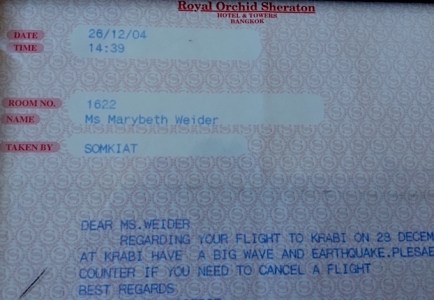 Royal Orchid Sheraton
HOTEL & TOWERS
BANGKOK
DATE 26/12/04
TIME 14:39
ROOM NO. 1622
NAME Ms Marybeth Weider
TAKEN BY SOMKIAT
DEAR MS.WEIDER
REGARDING YOUR FLIGHT TO KRABI ON 28 DECEM
AT KRABI HAVE A BIG WAVE AND EARTHQUAKE.PLESAE
COUNTER IF YOU NEED TO CANCEL A FLIGHT
BEST REGARDS